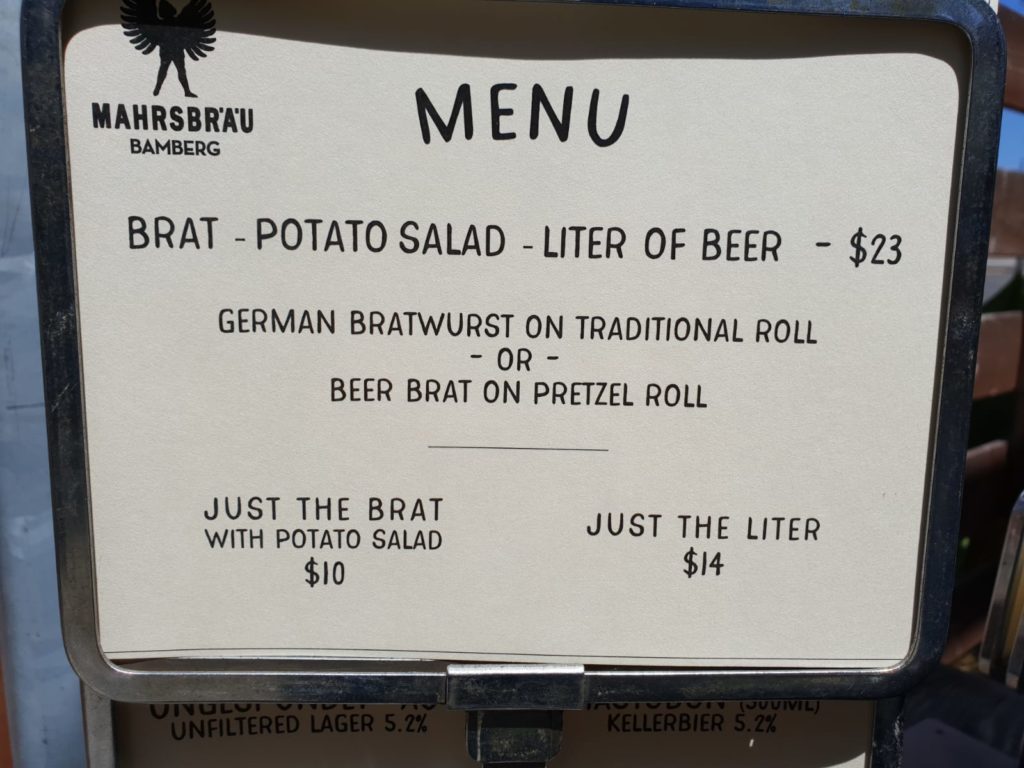 MAHRSBRÄU
BAMBERG
MENU
BRAT - POTATO SALAD - LITER OF BEER - $23
GERMAN BRATWURST ON TRADITIONAL ROLL
- OR -
BEER BRAT ON PRETZEL ROLL
JUST THE BRAT
WITH POTATO SALAD
$10
JUST THE LITER
$14
UNFILTERED LAGER 5.2%
(500ML)
KELLERBIER 5.2%